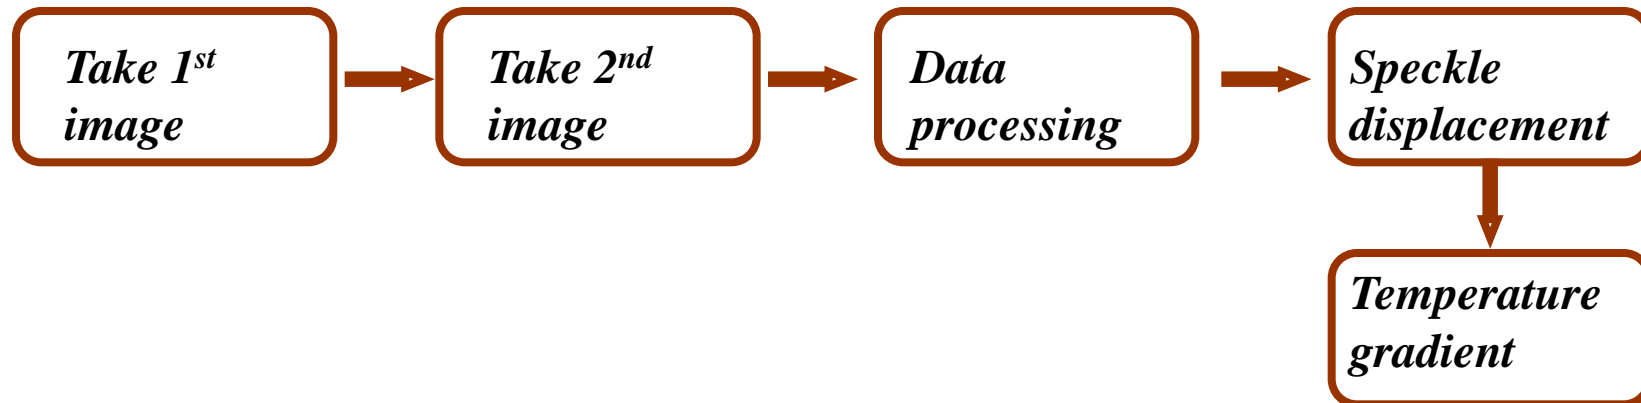 Take 1st
image
Take 2nd
image
Data
processing
Speckle
displacement
Temperature
gradient